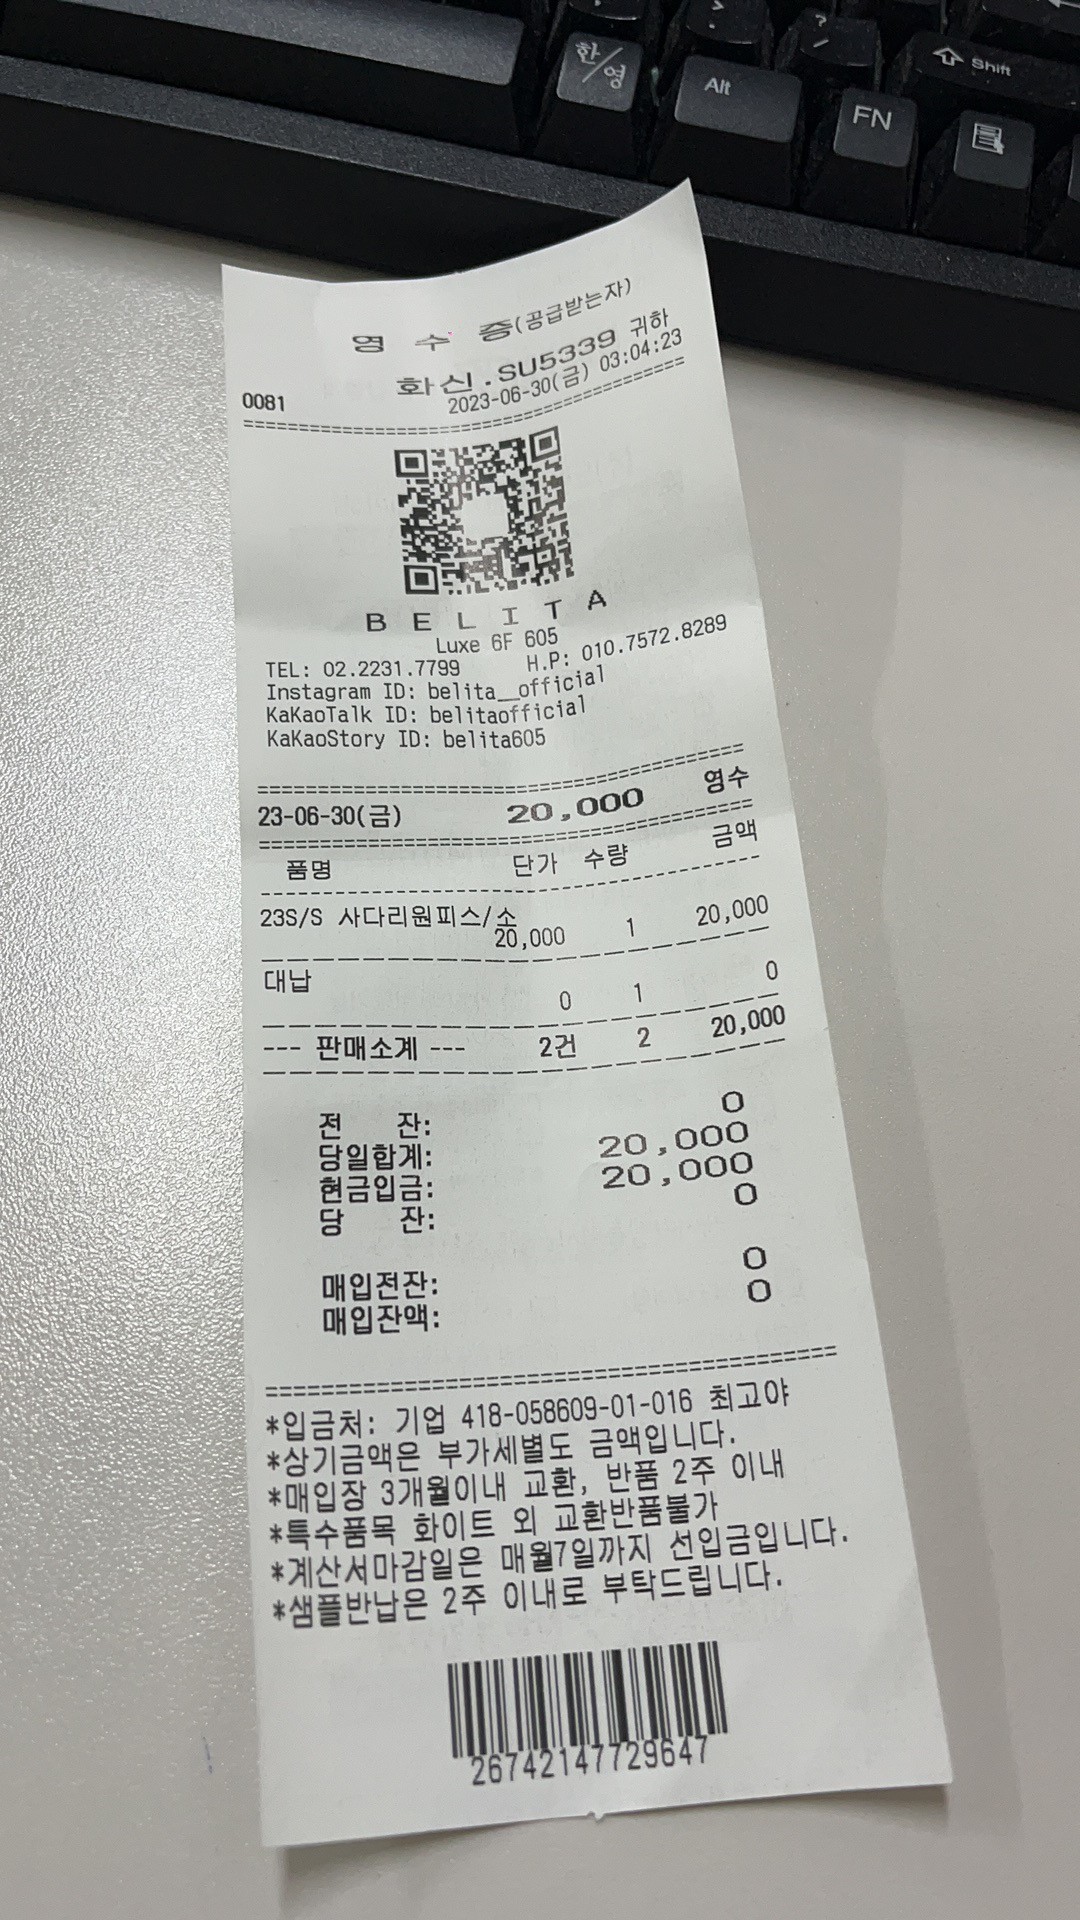 한/영
Alt
FN
Shift
영 수 증(공급받는자)
화신.SU5339 귀하
0081 2023-06-30(금) 03:04:23
==========================================
B E L I T A
Luxe 6F 605
TEL: 02.2231.7799 H.P: 010.7572.8289
Instagram ID: belita__official
KaKaoTalk ID: belitaofficial
KaKaoStory ID: belita605
==========================================
23-06-30(금) 20,000 영수
==========================================
품명 단가 수량 금액
------------------------------------------
23S/S 사다리원피스/소
20,000 1 20,000
대납
0 1 0
--- 판매소계 --- 2건 2 20,000
전 잔: 0
당일합계: 20,000
현금입금: 20,000
당 잔: 0
매입전잔: 0
매입잔액: 0
==========================================
*입금처: 기업 418-058609-01-016 최고야
*상기금액은 부가세별도 금액입니다.
*매입장 3개월이내 교환, 반품 2주 이내
*특수품목 화이트 외 교환반품불가
*계산서마감일은 매월7일까지 선입금입니다.
*샘플반납은 2주 이내로 부탁드립니다.
26742147729647